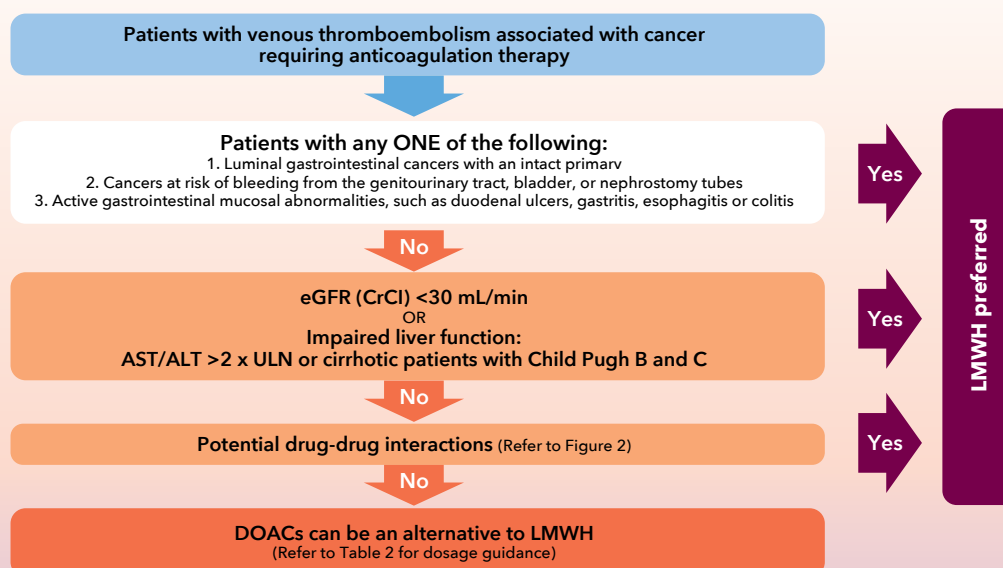 Patients with venous thromboembolism associated with cancer
requiring anticoagulation therapy
Patients with any ONE of the following:
1. Luminal gastrointestinal cancers with an intact primarv
2. Cancers at risk of bleeding from the genitourinary tract, bladder, or nephrostomy tubes
3. Active gastrointestinal mucosal abnormalities, such as duodenal ulcers, gastritis, esophagitis or colitis
Yes
No
eGFR (CrCI) <30 mL/min
OR
Impaired liver function:
AST/ALT >2 x ULN or cirrhotic patients with Child Pugh B and C
Yes
No
Potential drug-drug interactions (Refer to Figure 2)
Yes
No
DOACs can be an alternative to LMWH
(Refer to Table 2 for dosage guidance)
LMWH preferred